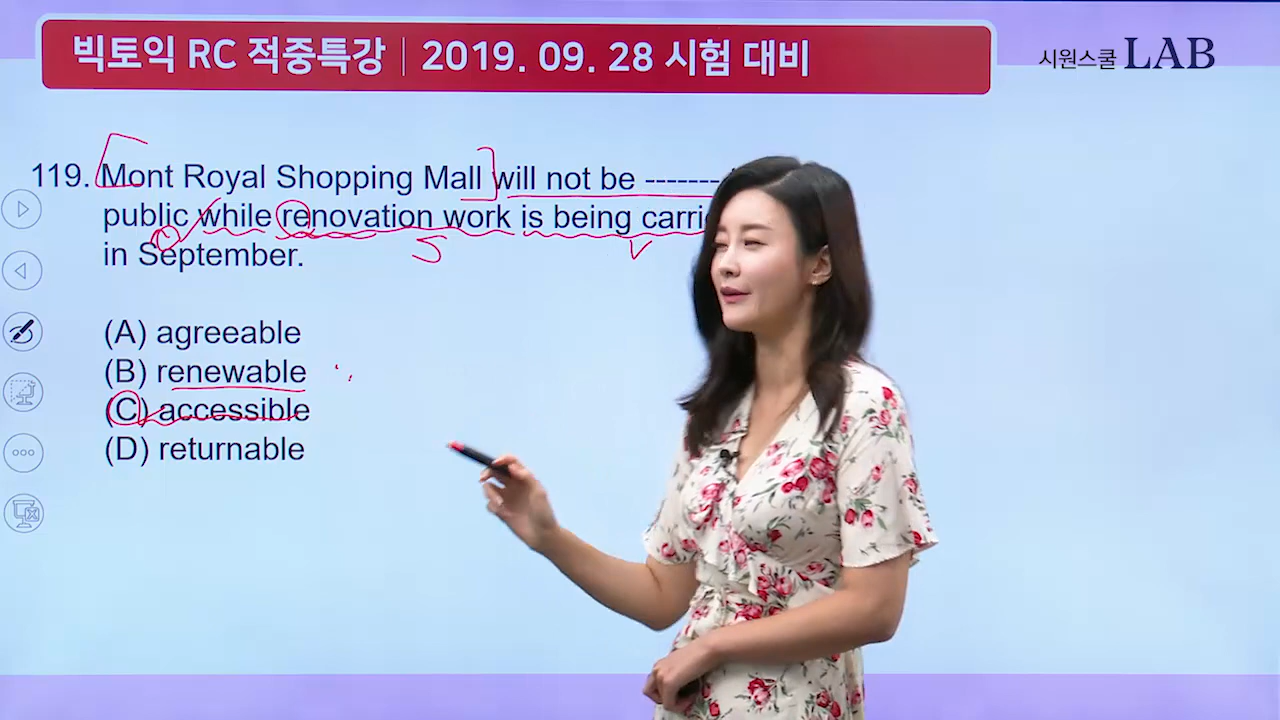 빅토익 RC 적중특강 | 2019. 09. 28 시험 대비
시원스쿨 LAB
119. Mont Royal Shopping Mall will not be -------
public while renovation work is being
in September.
(A) agreeable
(B) renewable
(C) accessible
(D) returnable
S
V